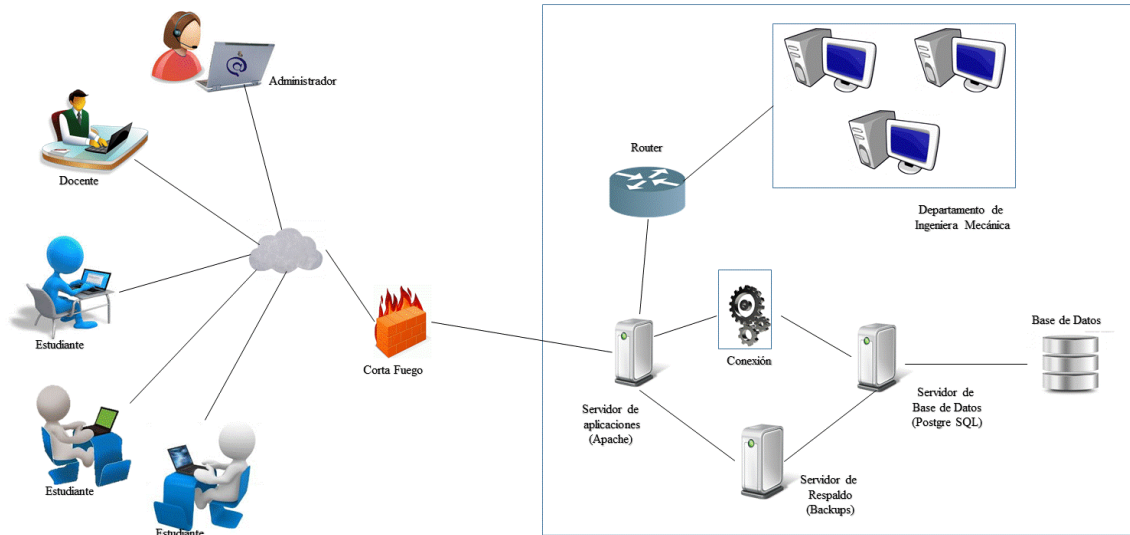 Administrador
Docente
Estudiante
Estudiante
Estudiante
Corta Fuego
Router
Departamento de
Ingeniera Mecánica
Conexión
Base de Datos
Servidor de
aplicaciones
(Apache)
Servidor de
Base de Datos
(Postgre SQL)
Servidor de
Respaldo
(Backups)